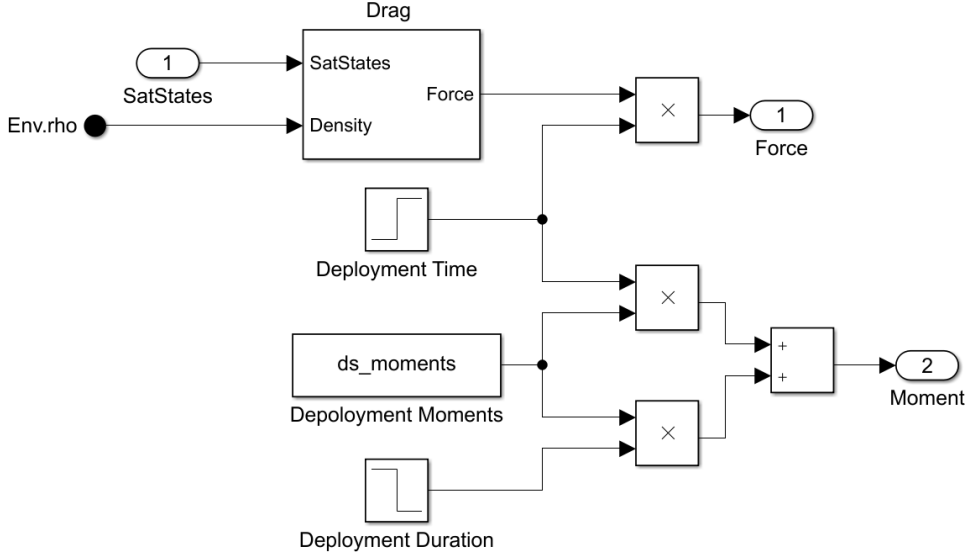 Drag
1
SatStates
SatStates
Force
Env.rho
Density
×
1
Force
Deployment Time
×
ds_moments
+
+
2
Moment
Depoloyment Moments
×
Deployment Duration